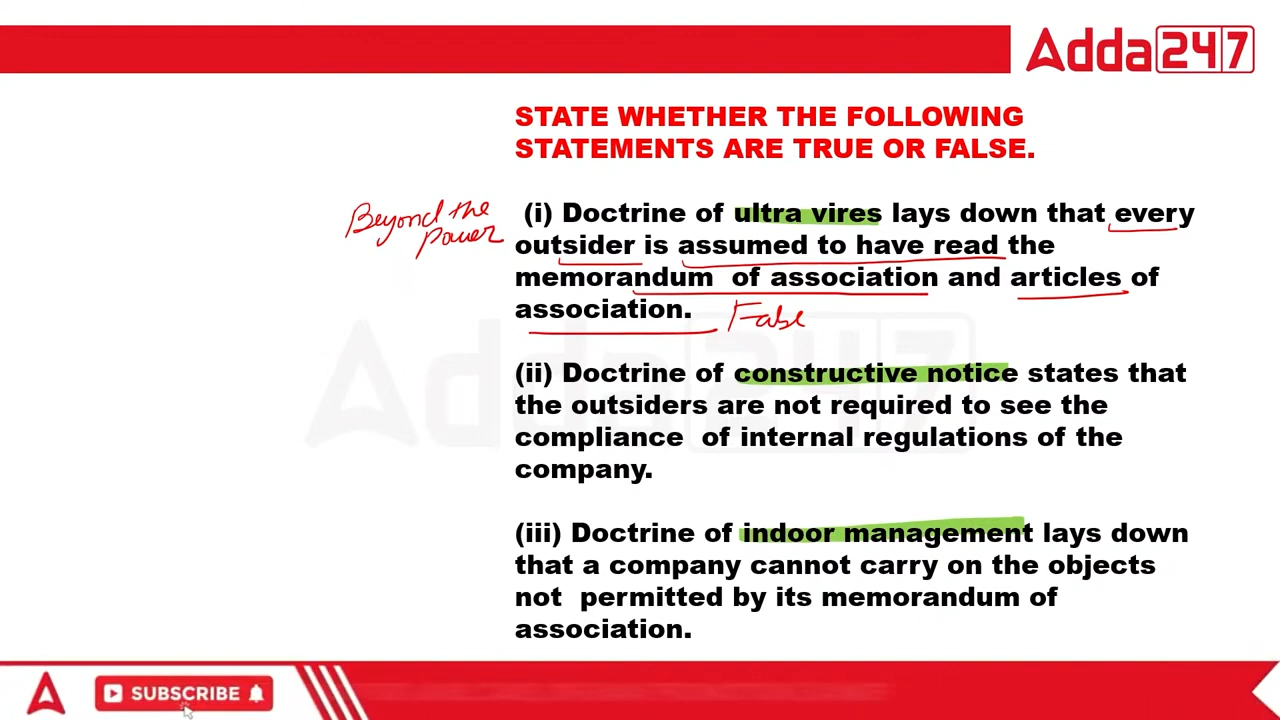 Adda247
STATE WHETHER THE FOLLOWING
STATEMENTS ARE TRUE OR FALSE.
Beyond the
power
(i) Doctrine of ultra vires lays down that every
outsider is assumed to have read the
memorandum of association and articles of
association. False
(ii) Doctrine of constructive notice states that
the outsiders are not required to see the
compliance of internal regulations of the
company.
(iii) Doctrine of indoor management lays down
that a company cannot carry on the objects
not permitted by its memorandum of
association.
Adda247
SUBSCRIBE